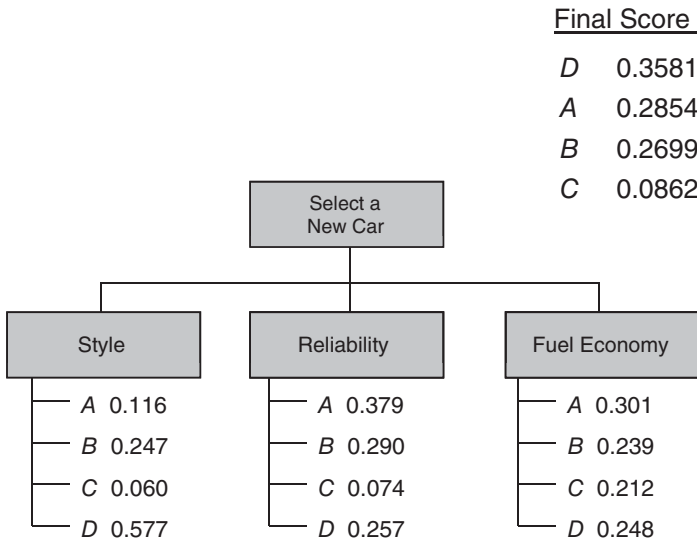 Final Score
D 0.3581
A 0.2854
B 0.2699
C 0.0862
Select a
New Car
Style
Reliability
Fuel Economy
A 0.116
B 0.247
C 0.060
D 0.577
A 0.379
B 0.290
C 0.074
D 0.257
A 0.301
B 0.239
C 0.212
D 0.248